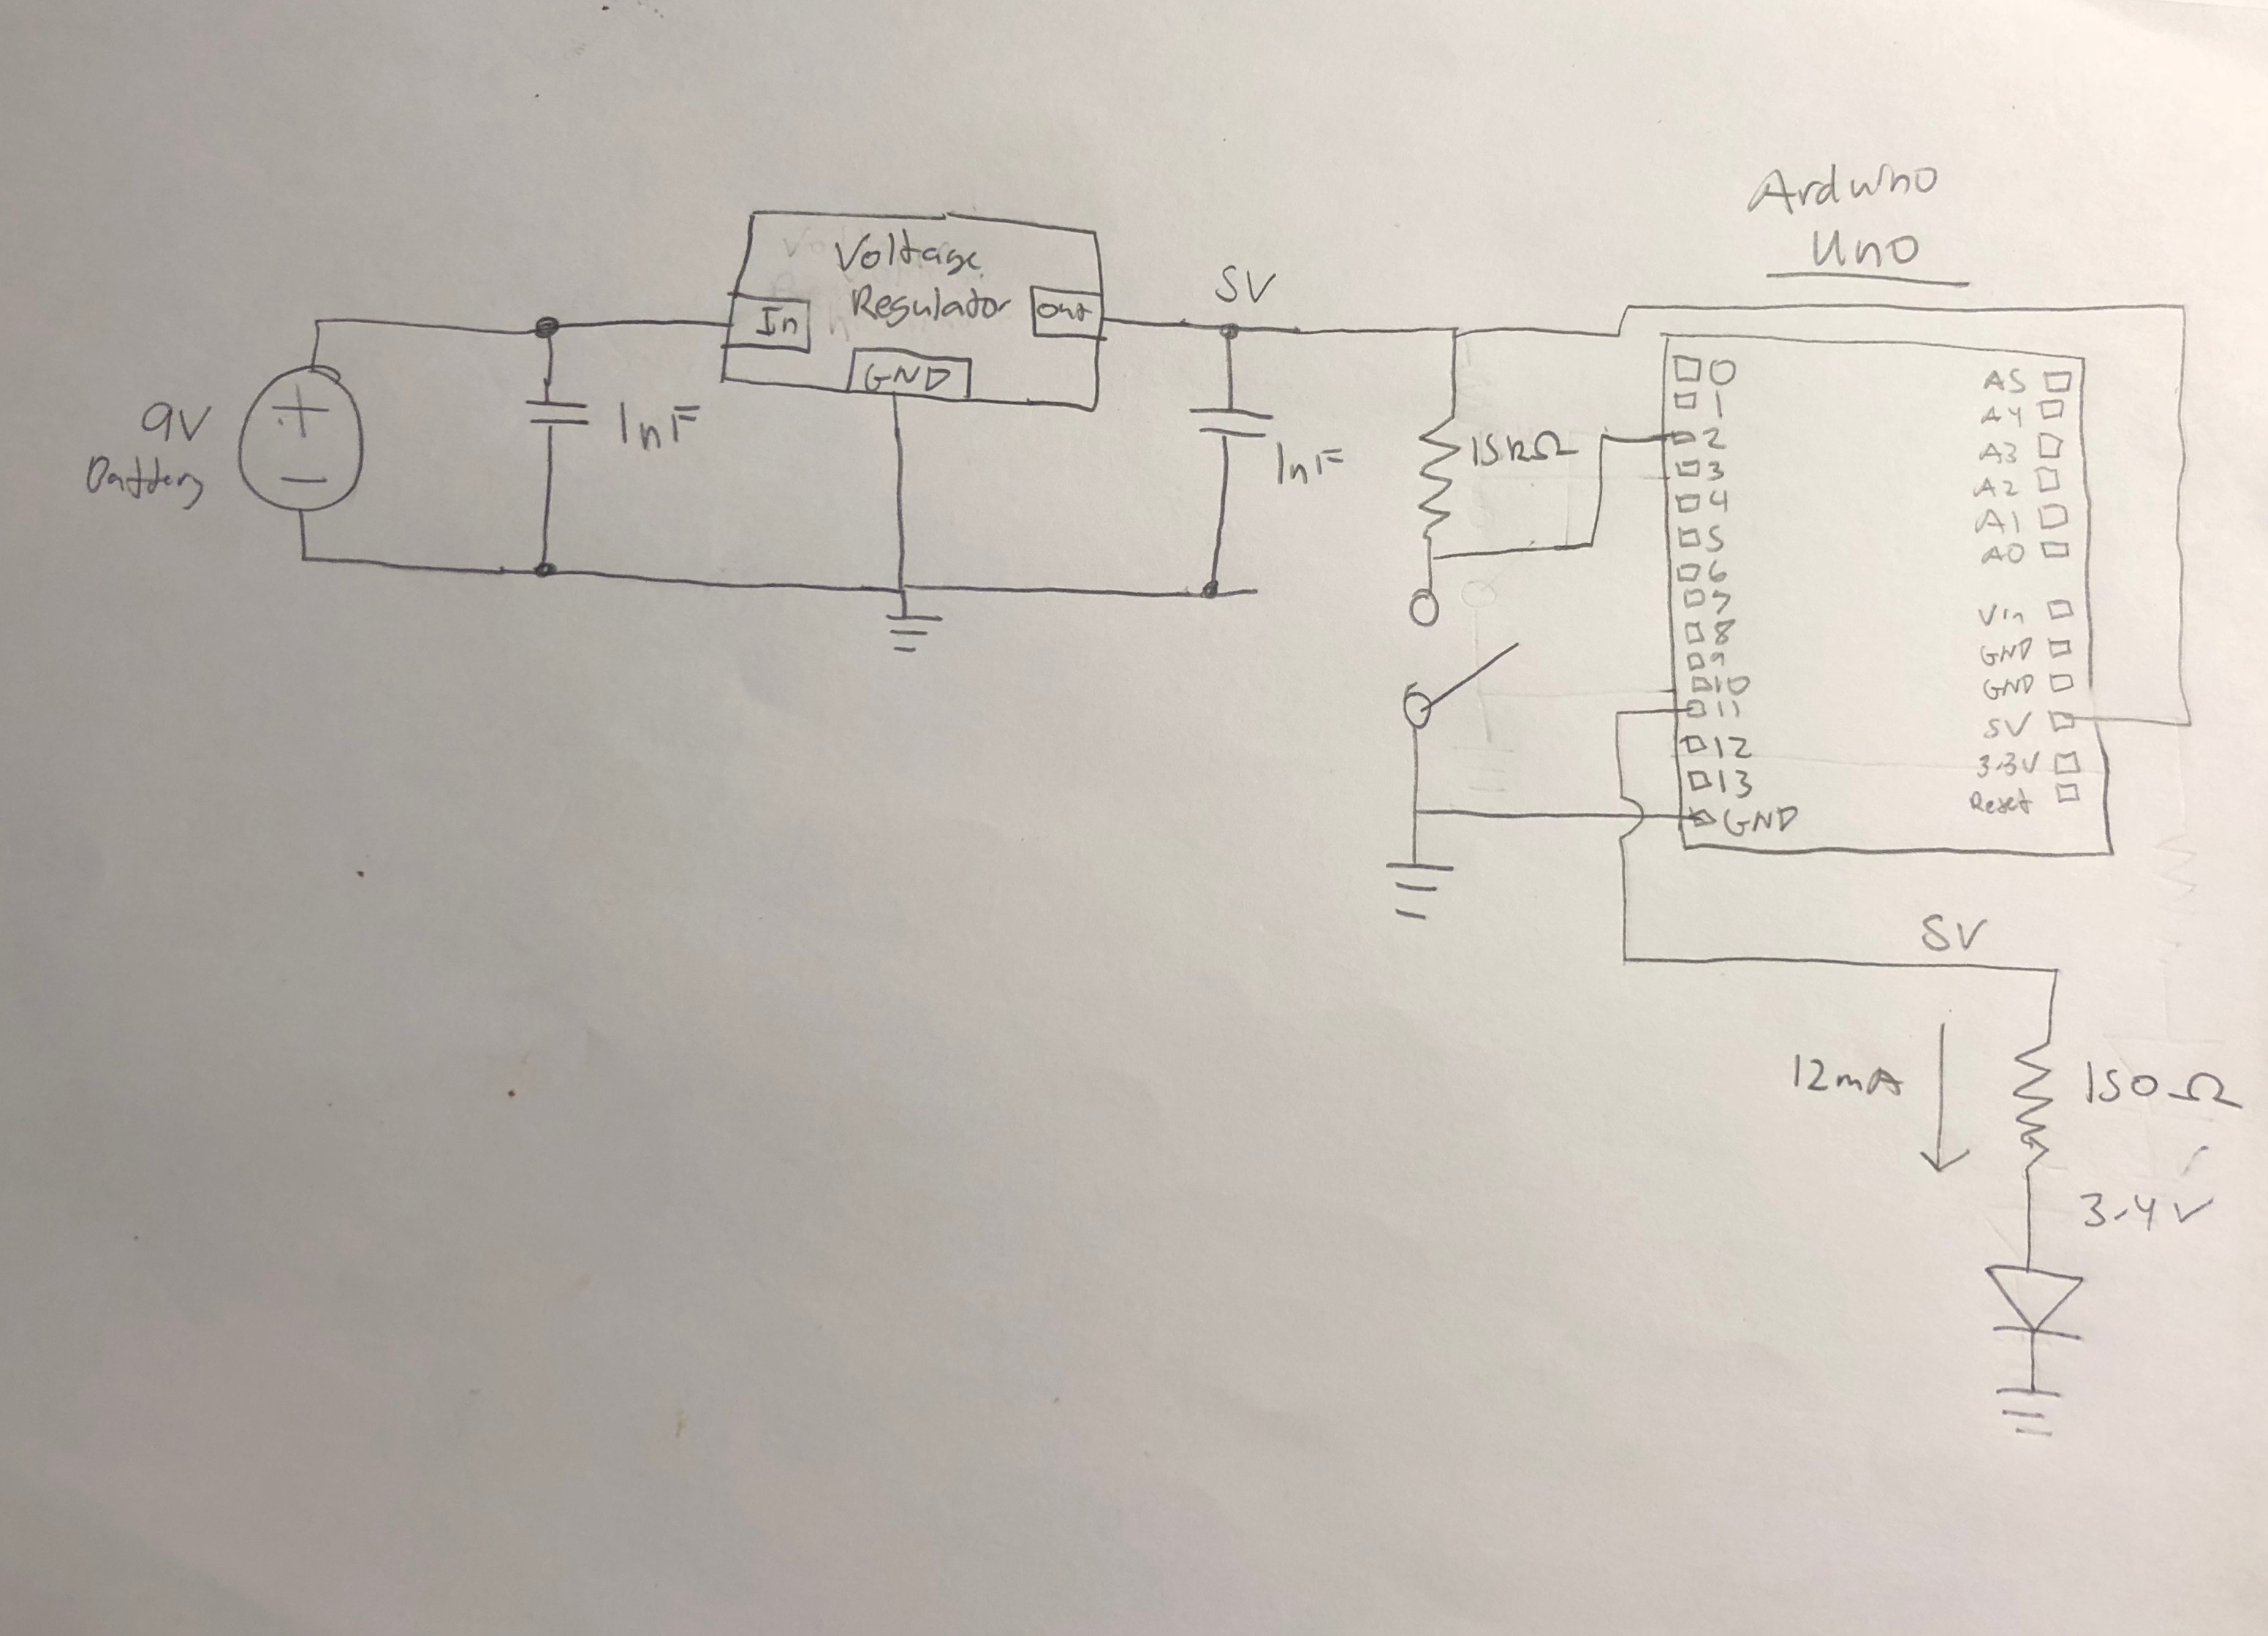 Arduino
Uno
Voltage
Regulator
In
out
GND
5V
9V
Battery
1nF
1nF
15kΩ
0
1
2
3
4
5
6
7
8
9
10
11
12
13
GND
A5
A4
A3
A2
A1
A0
Vin
GND
GND
5V
3.3V
Reset
5V
12mA
150Ω
3.4V